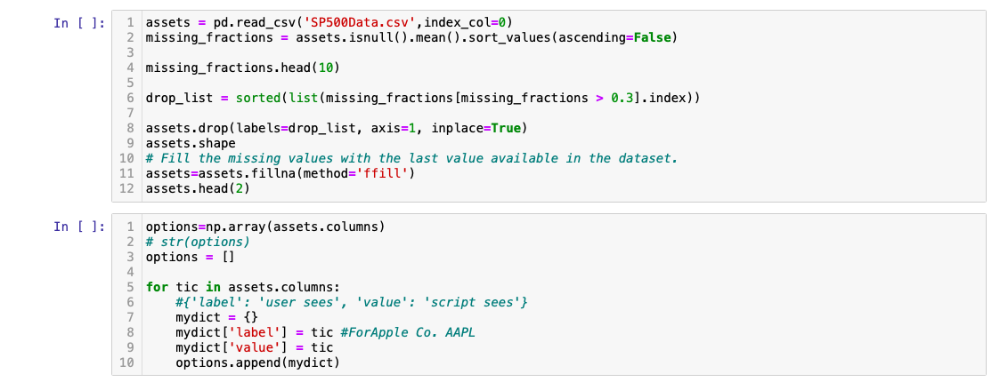 In [ ]:
1 assets = pd.read_csv('SP500Data.csv',index_col=0)
2 missing_fractions = assets.isnull().mean().sort_values(ascending=False)
3
4 missing_fractions.head(10)
5
6 drop_list = sorted(list(missing_fractions[missing_fractions > 0.3].index))
7
8 assets.drop(labels=drop_list, axis=1, inplace=True)
9 assets.shape
10 # Fill the missing values with the last value available in the dataset.
11 assets=assets.fillna(method='ffill')
12 assets.head(2)
In [ ]:
1 options=np.array(assets.columns)
2 # str(options)
3 options = []
4
5 for tic in assets.columns:
6     #{'label': 'user sees', 'value': 'script sees'}
7     mydict = {}
8     mydict['label'] = tic #ForApple Co. AAPL
9     mydict['value'] = tic
10     options.append(mydict)